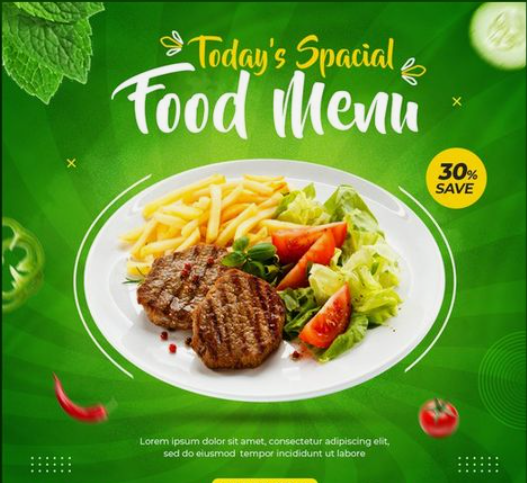 Today's Spacial
Food Menu
30%
SAVE
Lorem ipsum dolor sit amet, consectetur adipiscing elit,
sed do eiusmod tempor incididunt ut labore